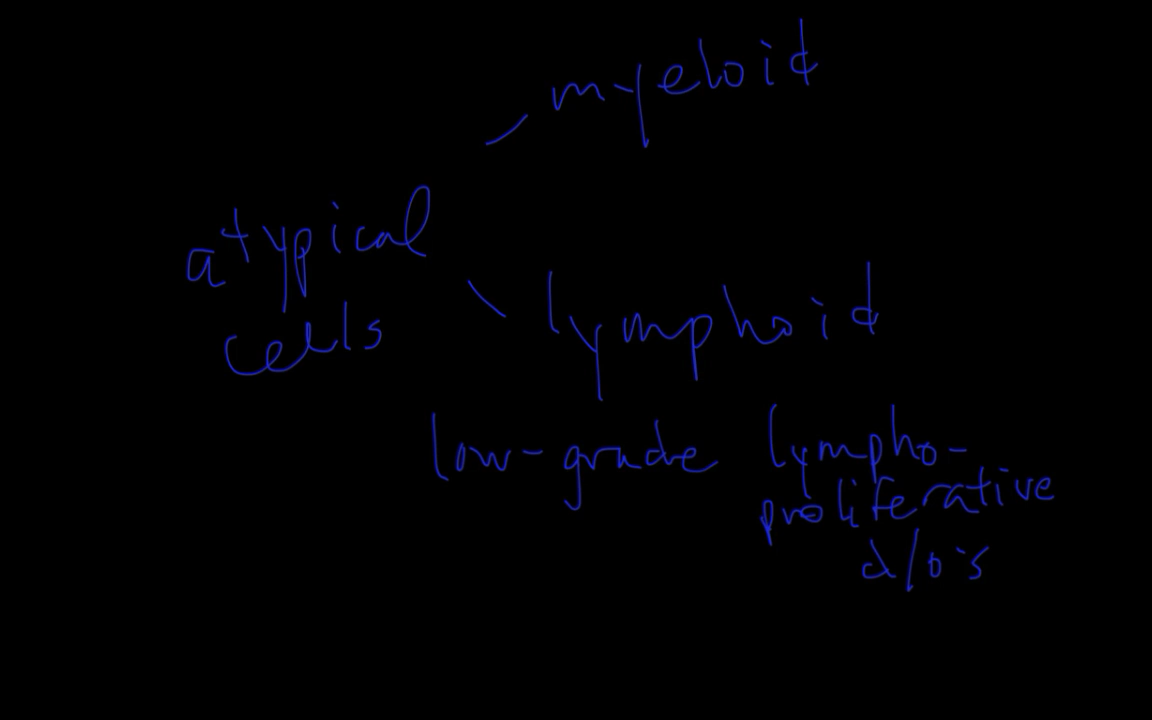 myeloid
atypical
cells
lymphoid
low-grade lympho-
proliferative
d/o's